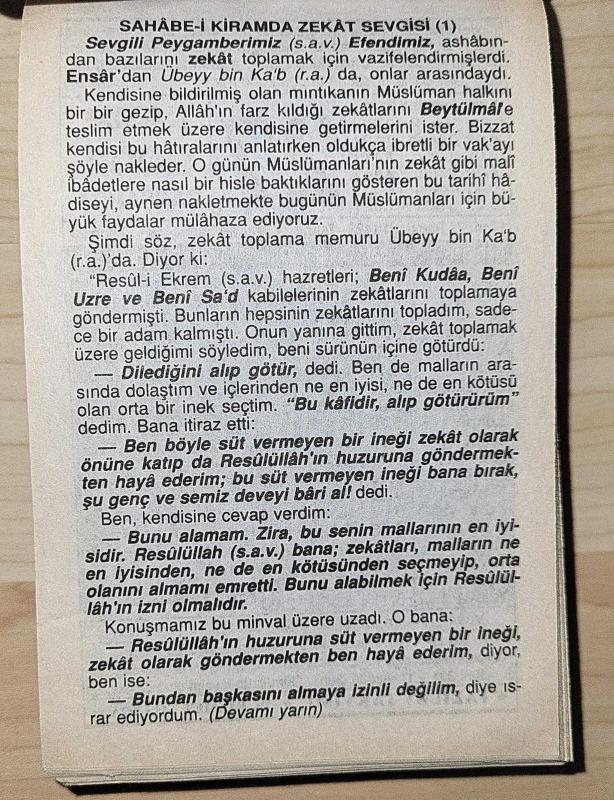 SAHÂBE-İ KİRAMDA ZEKÂT SEVGİSİ (1)
Sevgili Peygamberimiz (s.a.v.) Efendimiz, ashâbın-
dan bazılarını zekât toplamak için vazifelendirmişlerdi.
Ensâr'dan Übeyy bin Ka'b (r.a.) da, onlar arasındaydı.
Kendisine bildirilmiş olan mıntıkanın Müslüman halkını
bir bir gezip, Allâh'ın farz kıldığı zekâtlarını Beytülmâl'e
teslim etmek üzere kendisine getirmelerini ister. Bizzat
kendisi bu hâtıralarını anlatırken oldukça ibretli bir vak'ayı
şöyle nakleder. O günün Müslümanları'nın zekât gibi malî
ibâdetlere nasıl bir hisle baktıklarını gösteren bu tarihî hâ-
diseyi, aynen nakletmekte bugünün Müslümanları için bü-
yük faydalar mülâhaza ediyoruz.
Şimdi söz, zekât toplama memuru Übeyy bin Ka'b
(r.a.)'da. Diyor ki:
"Resûl-i Ekrem (s.a.v.) hazretleri; Benî Kudâa, Benî
Uzre ve Benî Sa'd kabilelerinin zekâtlarını toplamaya
göndermişti. Bunların hepsinin zekâtlarını topladım, sade-
ce bir adam kalmıştı. Onun yanına gittim, zekât toplamak
üzere geldiğimi söyledim, beni sürünün içine götürdü:
— Dilediğini alıp götür, dedi. Ben de malların ara-
sında dolaştım ve içlerinden ne en iyisi, ne de en kötüsü
olan orta bir inek seçtim. "Bu kâfidir, alıp götürürüm"
dedim. Bana itiraz etti:
— Ben böyle süt vermeyen bir ineği zekât olarak
önüne katıp da Resûlüllâh'ın huzuruna göndermek-
ten hayâ ederim; bu süt vermeyen ineği bana bırak,
şu genç ve semiz deveyi bâri al! dedi.
Ben, kendisine cevap verdim:
— Bunu alamam. Zira, bu senin mallarının en iyi-
sidir. Resûlüllah (s.a.v.) bana; zekâtları, malların ne
en iyisinden, ne de en kötüsünden seçmeyip, orta
olanını almamı emretti. Bunu alabilmek için Resûlül-
lâh'ın izni olmalıdır.
Konuşmamız bu minval üzere uzadı. O bana:
— Resûlüllâh'ın huzuruna süt vermeyen bir ineği,
zekât olarak göndermekten ben hayâ ederim, diyor,
ben ise:
— Bundan başkasını almaya izinli değilim, diye ıs-
rar ediyordum. (Devamı yarın)